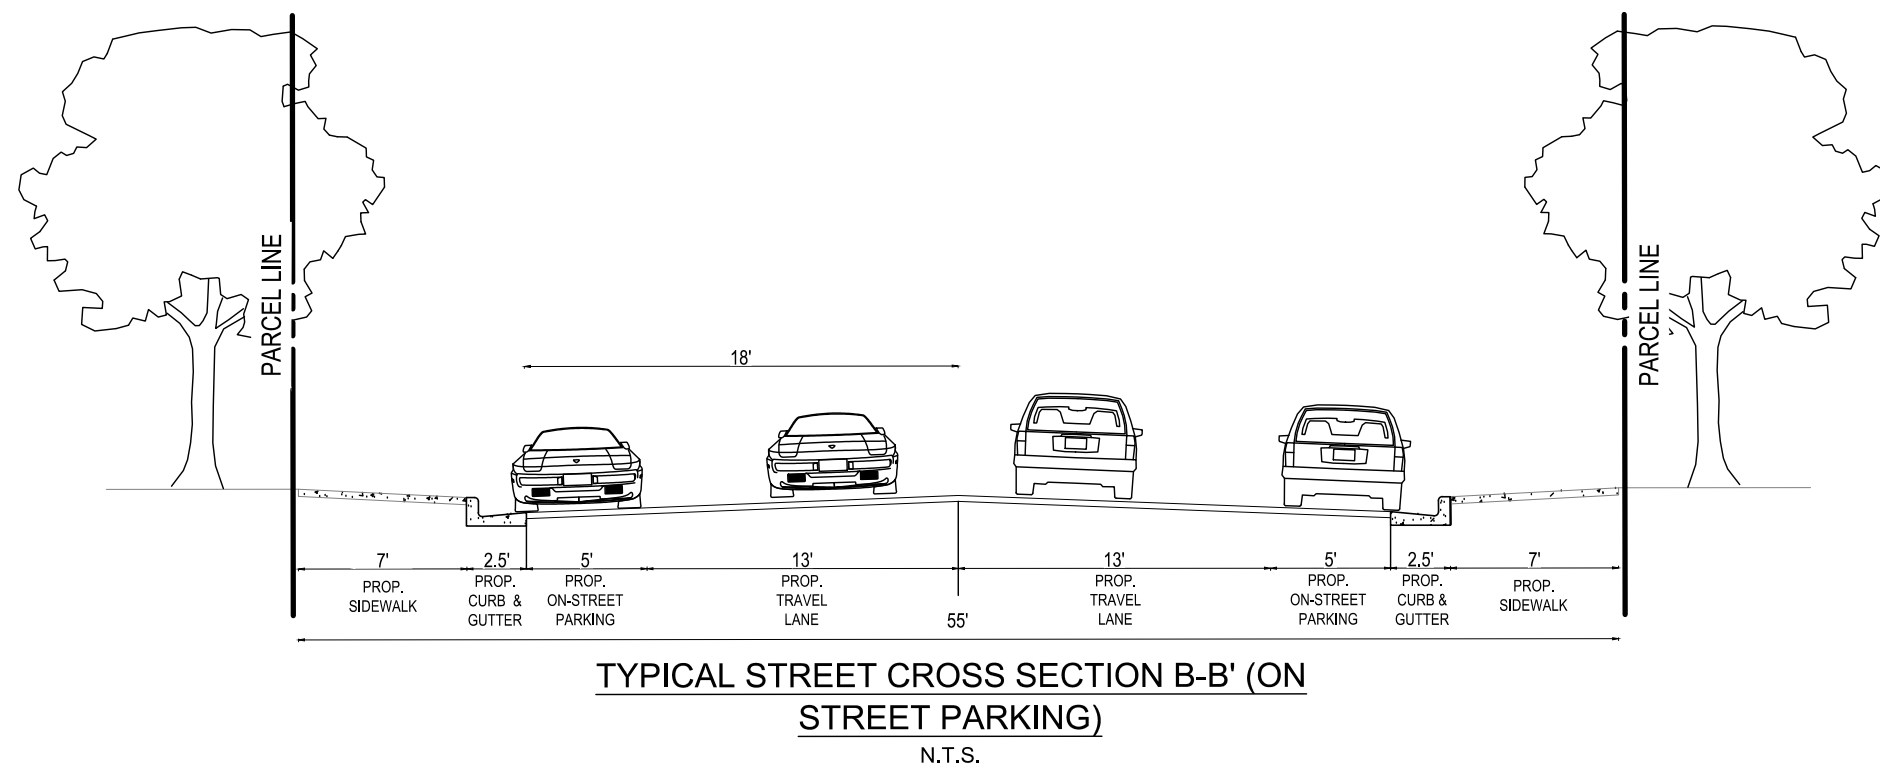 PARCEL LINE
PARCEL LINE
18'
7'
2.5'
5'
13'
13'
5'
2.5'
7'
PROP.
SIDEWALK
PROP.
CURB &
GUTTER
PROP.
ON-STREET
PARKING
PROP.
TRAVEL
LANE
PROP.
TRAVEL
LANE
PROP.
ON-STREET
PARKING
PROP.
CURB &
GUTTER
PROP.
SIDEWALK
55'
TYPICAL STREET CROSS SECTION B-B' (ON
STREET PARKING)
N.T.S.